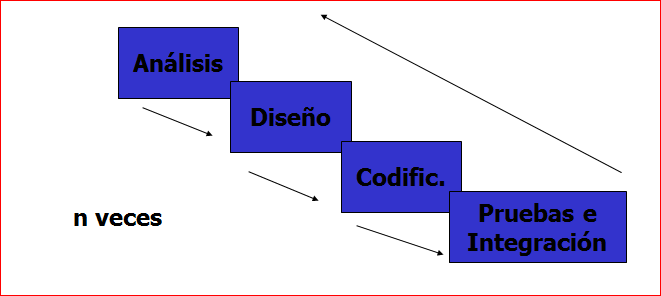 Análisis
Diseño
Codific.
Pruebas e
Integración
n veces